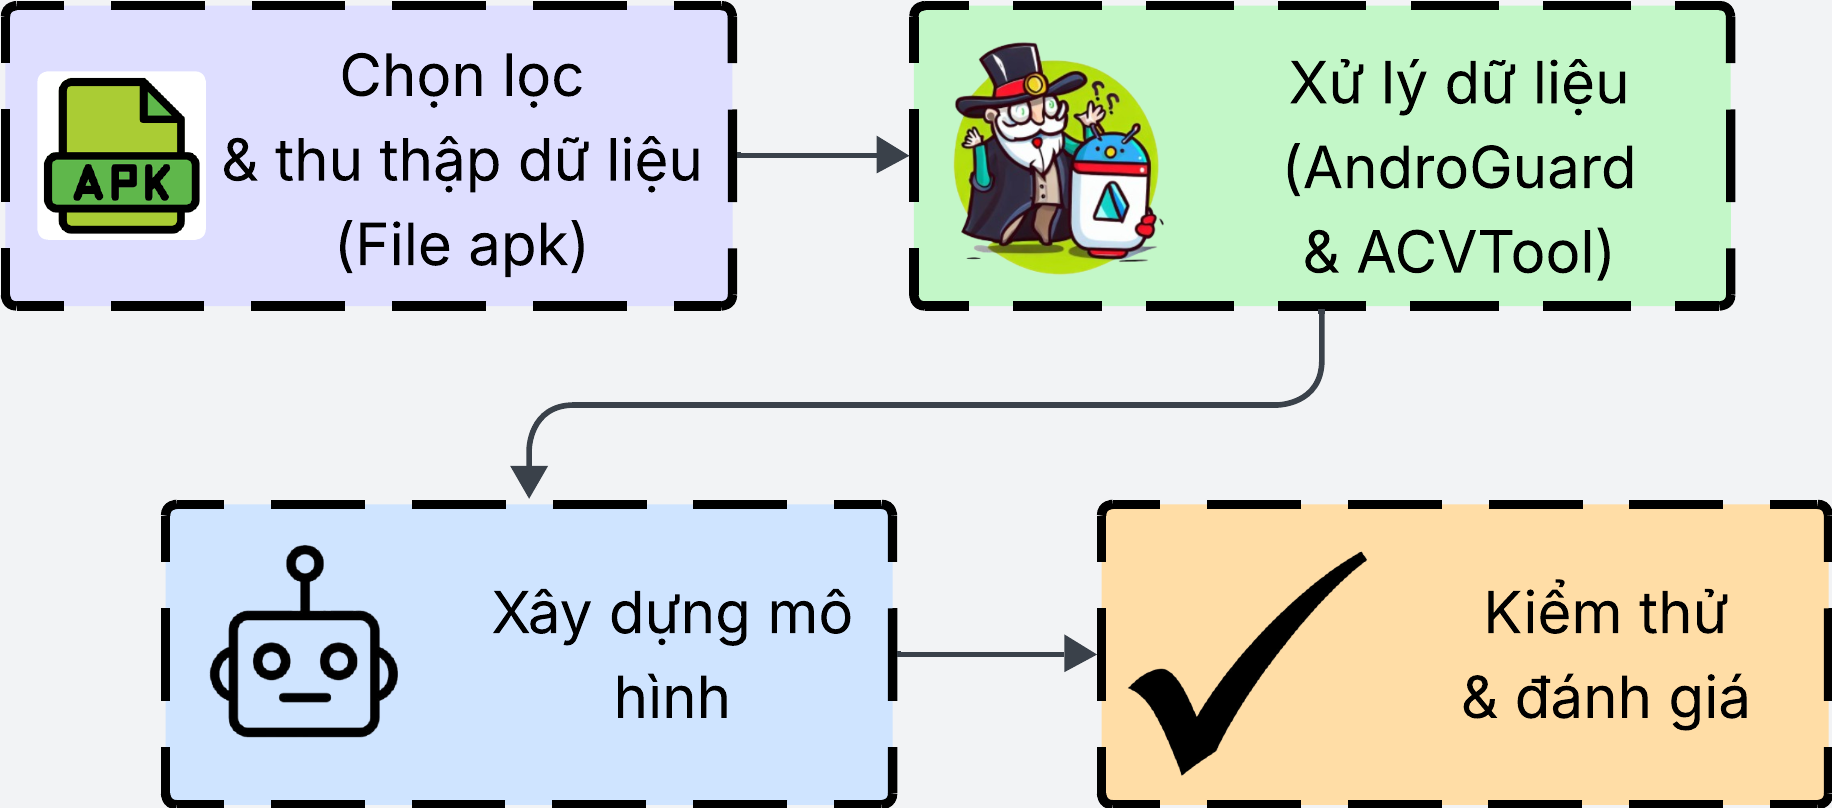 APK
Chọn lọc
& thu thập dữ liệu
(File apk)
Xử lý dữ liệu
(AndroGuard
& ACVTool)
Xây dựng mô
hình
Kiểm thử
& đánh giá